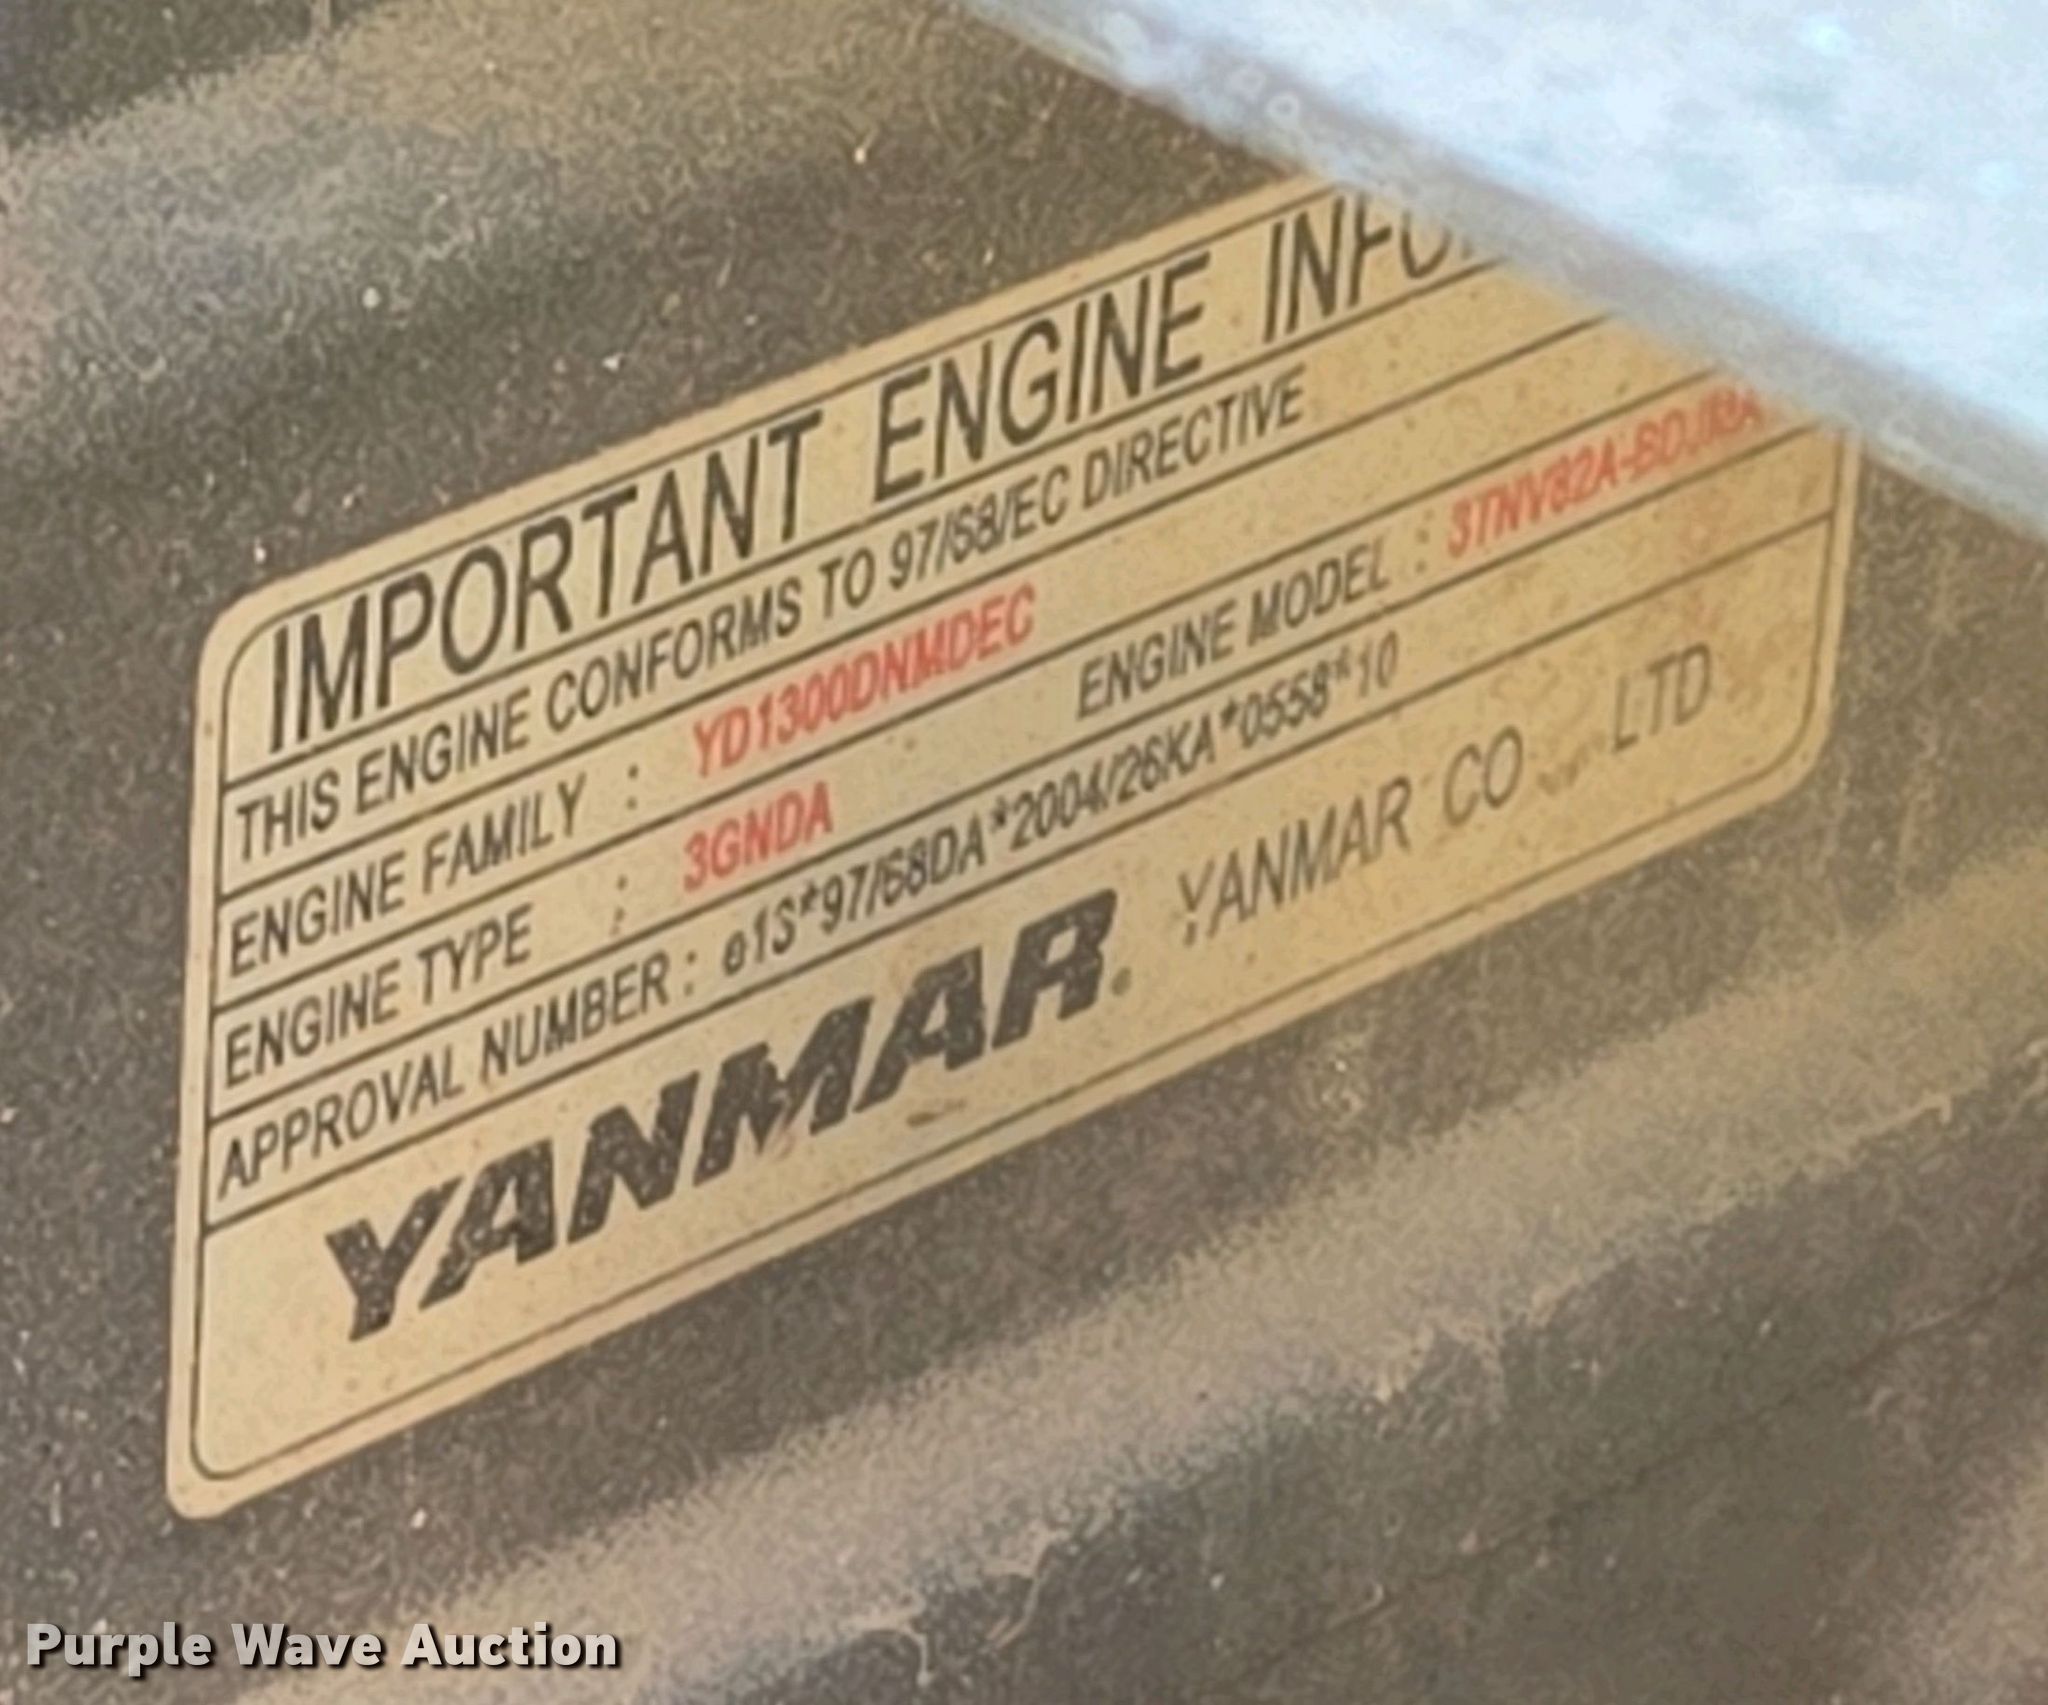 IMPORTANT ENGINE
THIS ENGINE CONFORMS TO 97/68/EC DIRECTIVE
ENGINE FAMILY : YD1300DNMDEC
ENGINE TYPE : 3GNDA ENGINE MODEL :
APPROVAL NUMBER : e13*97/68DA*2004/26KA*0558*10
YANMAR YANMAR CO., LTD
Purple Wave Auction